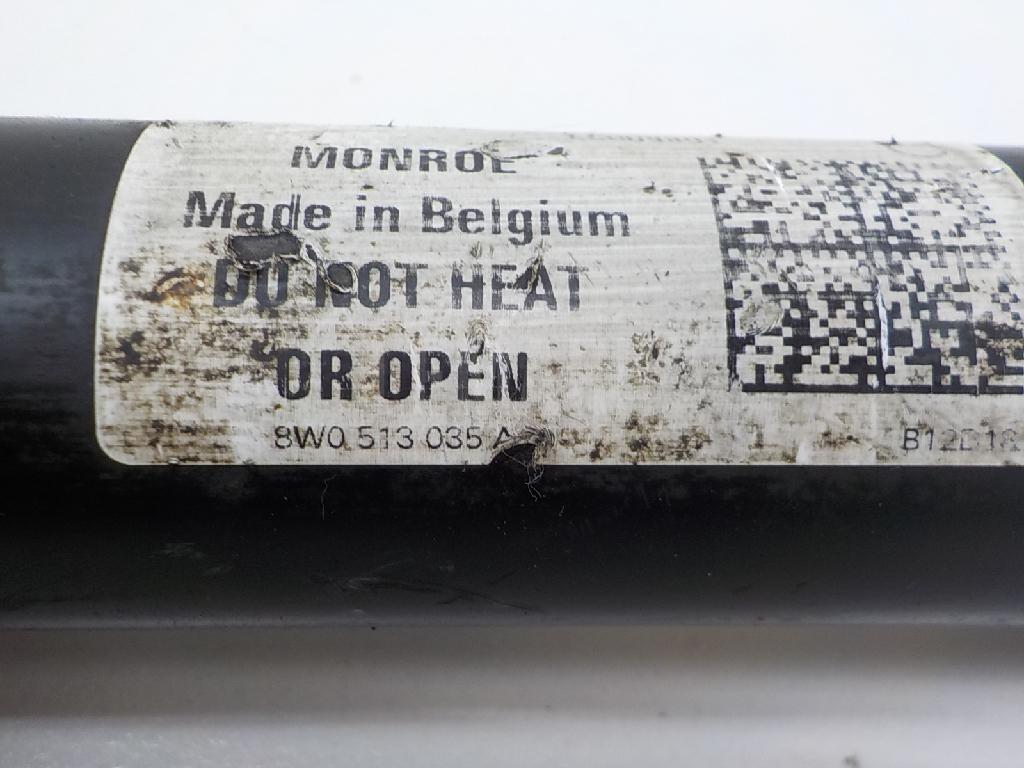 MONROE
Made in Belgium
DO NOT HEAT
OR OPEN
8W0 513 035